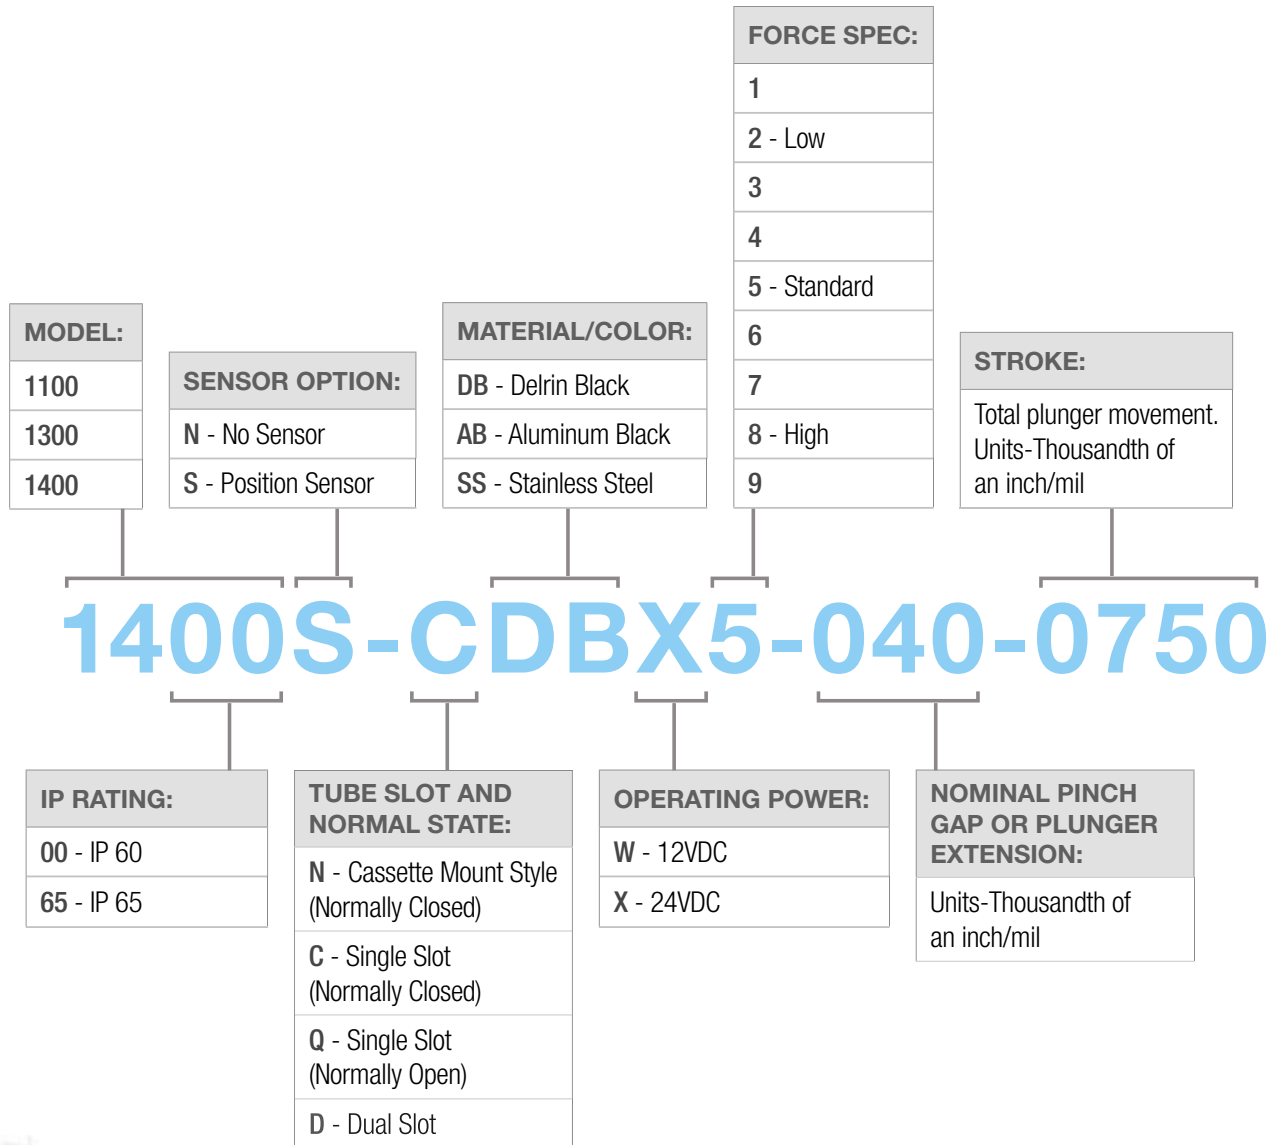 FORCE SPEC:
1
2 - Low
3
4
5 - Standard
6
7
8 - High
9
MODEL:
1100
1300
1400
SENSOR OPTION:
N - No Sensor
S - Position Sensor
MATERIAL/COLOR:
DB - Delrin Black
AB - Aluminum Black
SS - Stainless Steel
STROKE:
Total plunger movement.
Units-Thousandth of
an inch/mil
1400S-CDBX5-040-0750
IP RATING:
00 - IP 60
65 - IP 65
TUBE SLOT AND
NORMAL STATE:
N - Cassette Mount Style
(Normally Closed)
C - Single Slot
(Normally Closed)
Q - Single Slot
(Normally Open)
D - Dual Slot
OPERATING POWER:
W - 12VDC
X - 24VDC
NOMINAL PINCH
GAP OR PLUNGER
EXTENSION:
Units-Thousandth of
an inch/mil